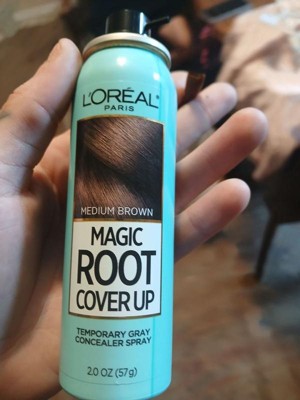 L'ORÉAL
PARIS
MEDIUM BROWN
MAGIC
ROOT
COVER UP
TEMPORARY GRAY
CONCEALER SPRAY
2.0 OZ (57g)